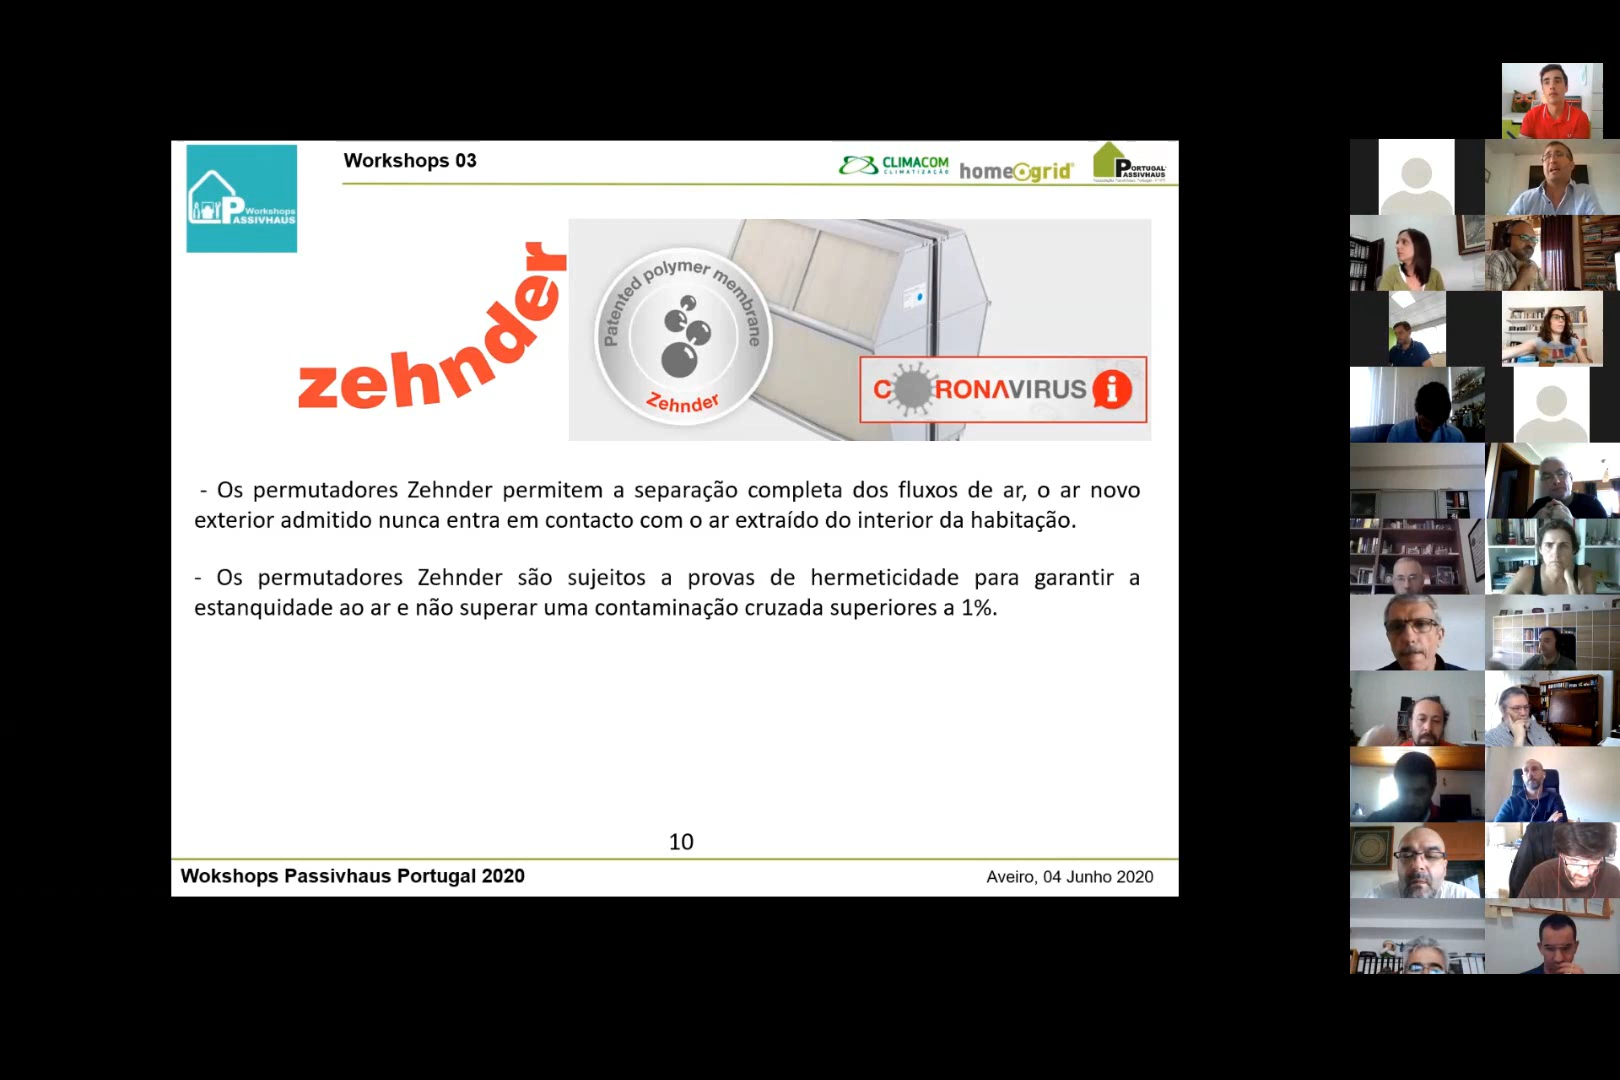 Workshops 03
CLIMACOM
CLIMATIZAÇÃO
homegrid
PORTUGAL
PASSIVHAUS
Workshops
PASSIVHAUS
zehnder
Patented polymer membrane
Zehnder
CORONAVIRUS i
- Os permutadores Zehnder permitem a separação completa dos fluxos de ar, o ar novo
exterior admitido nunca entra em contacto com o ar extraído do interior da habitação.
- Os permutadores Zehnder são sujeitos a provas de hermeticidade para garantir a
estanquidade ao ar e não superar uma contaminação cruzada superiores a 1%.
10
Wokshops Passivhaus Portugal 2020
Aveiro, 04 Junho 2020